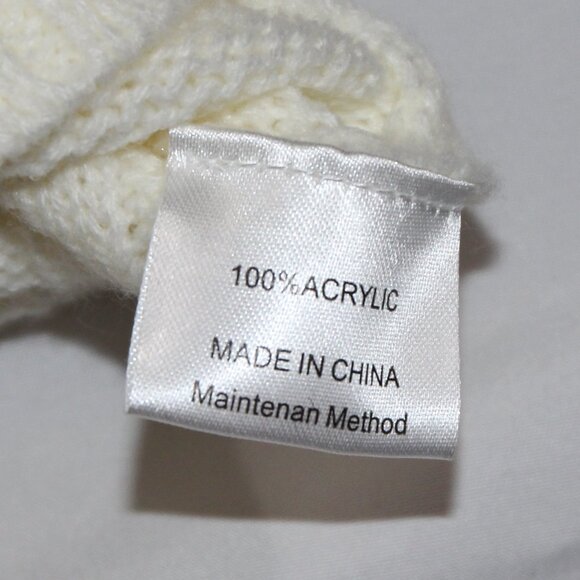 100%ACRYLIC
MADE IN CHINA
Maintenan Method